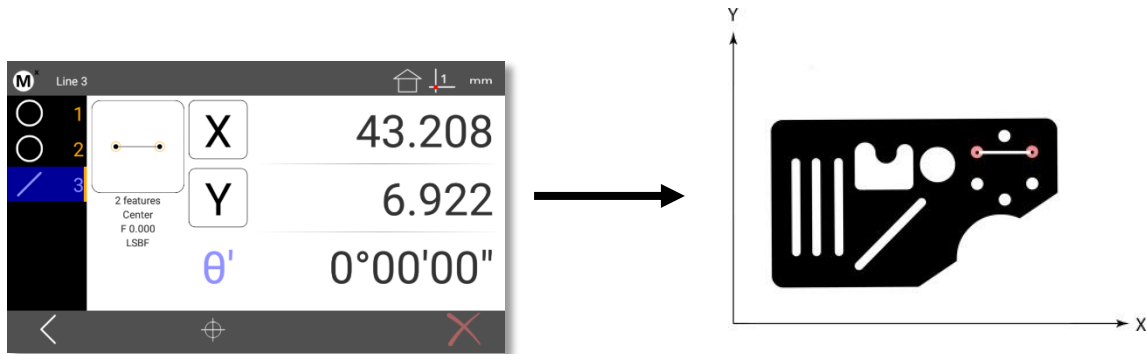 Mˣ Line 3 1 mm
1
2
3
X 43.208
Y 6.922
θ' 0°00'00"
2 features
Center
F 0.000
LSBF
Y
X